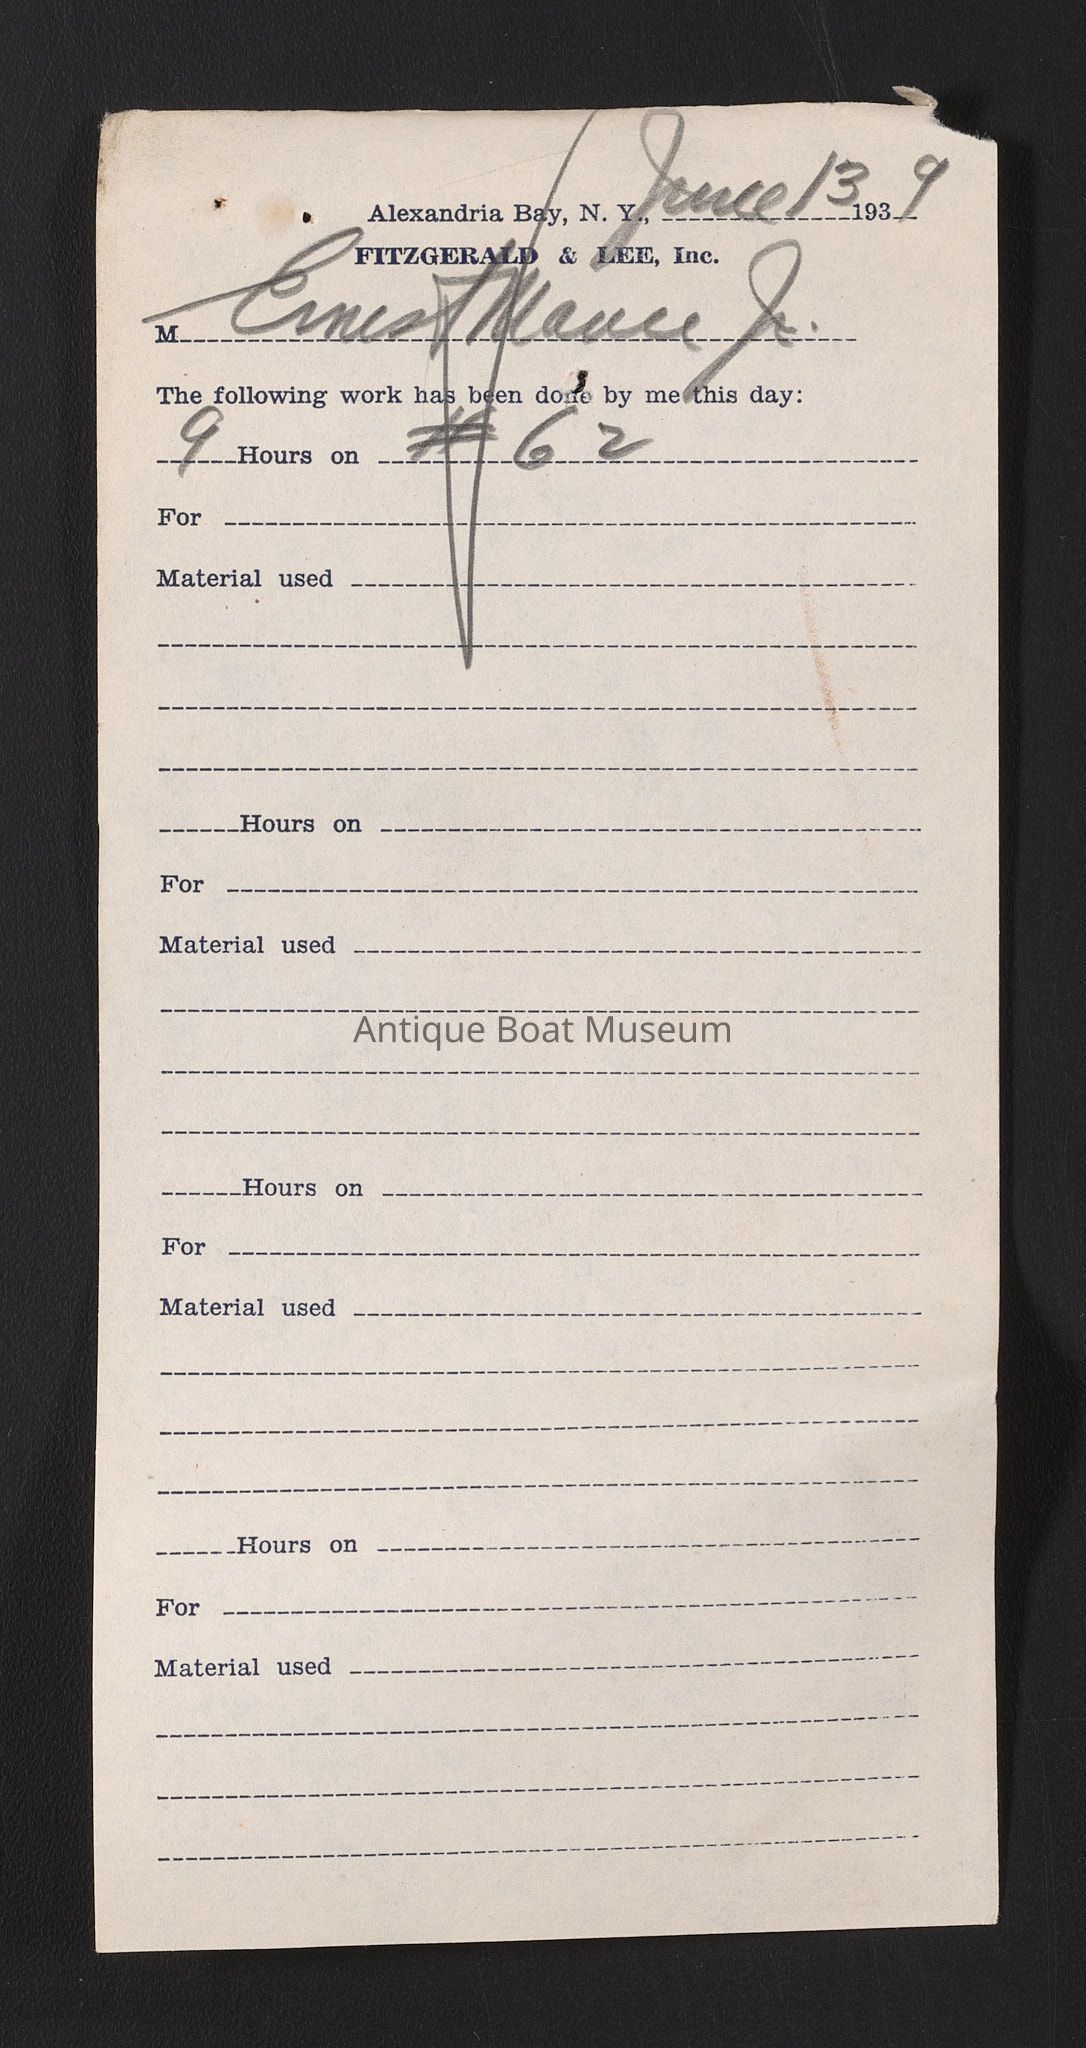 Alexandria Bay, N. Y., June 13 1939
FITZGERALD & LEE, Inc.
M Ernest Jr.
The following work has been done by me this day:
9 Hours on # 62
For
Material used
Hours on
For
Material used
Antique Boat Museum
Hours on
For
Material used
Hours on
For
Material used